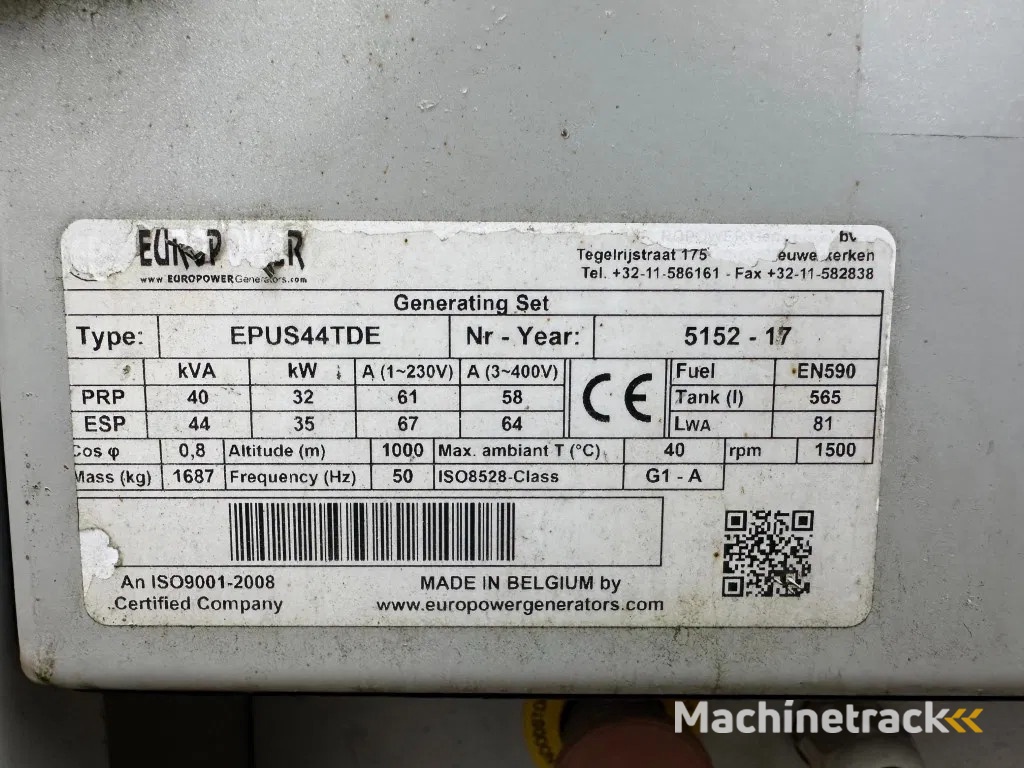 EUROPOWER
www.EUROPOWERGenerators.com
bv
Tegelrijstraat 175
Tel. +32-11-586161 - Fax +32-11-582838
Generating Set
Type: EPUS44TDE Nr - Year: 5152 - 17
kVA kW A (1~230V) A (3~400V) CE Fuel EN590
PRP 40 32 61 58 Tank (l) 565
ESP 44 35 67 64 LWA 81
Cos φ 0,8 Altitude (m) 1000 Max. ambiant T (°C) 40 rpm 1500
Mass (kg) 1687 Frequency (Hz) 50 ISO8528-Class G1 - A
An ISO9001-2008
Certified Company
MADE IN BELGIUM by
www.europowergenerators.com
Machinetrack